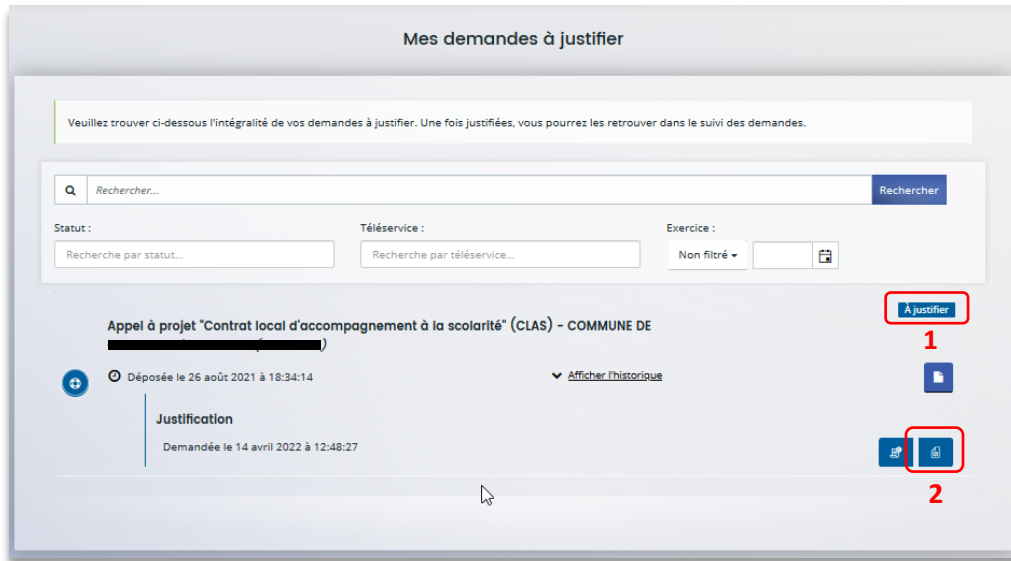 Mes demandes à justifier
Veuillez trouver ci-dessous l'intégralité de vos demandes à justifier. Une fois justifiées, vous pourrez les retrouver dans le suivi des demandes.
Rechercher...
Rechercher
Statut :
Téléservice :
Exercice :
Recherche par statut...
Recherche par téléservice...
Non filtré
À justifier
1
Appel à projet "Contrat local d'accompagnement à la scolarité" (CLAS) - COMMUNE DE
( )
Déposée le 26 août 2021 à 18:34:14
Afficher l'historique
Justification
Demandée le 14 avril 2022 à 12:48:27
2